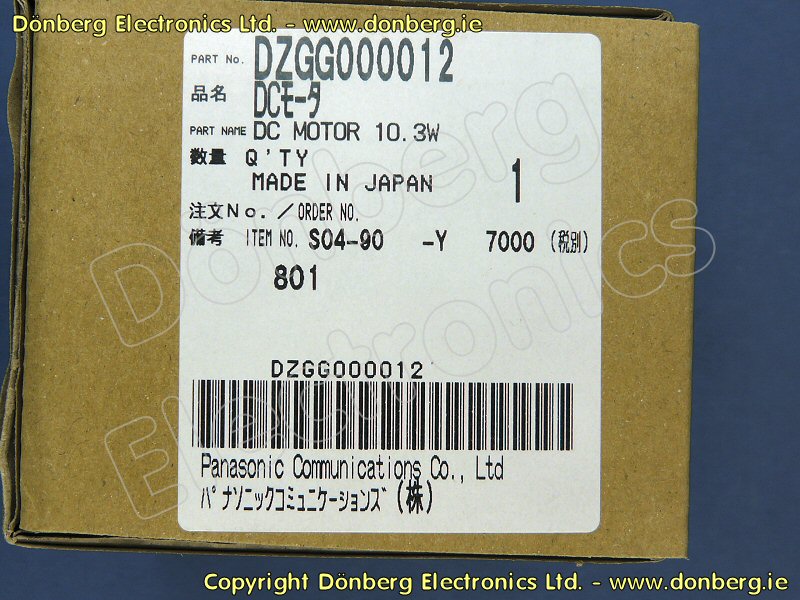 Dönberg Electronics Ltd. - www.donberg.ie
PART No. DZGG000012
品名 DCモータ
PART NAME DC MOTOR 10.3W
数量 Q'TY 1
MADE IN JAPAN
注文No./ORDER NO.
備考 ITEM NO. S04-90 -Y 7000 (税別)
801
DZGG000012
Panasonic Communications Co., Ltd
パナソニックコミュニケーションズ(株)
Donberg
Electronics
Copyright Dönberg Electronics Ltd. - www.donberg.ie